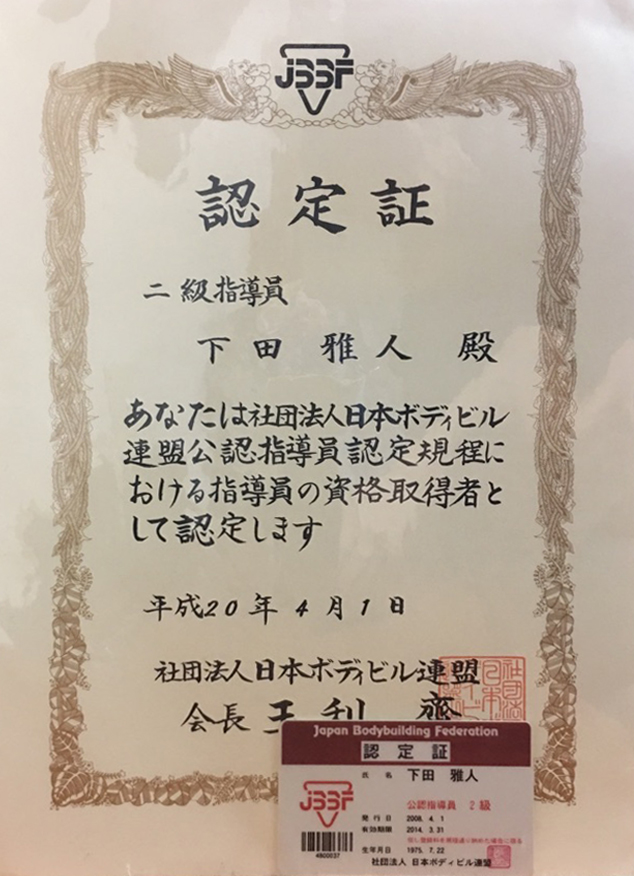 JBBF
認定証
二級指導員
下田 雅人 殿
あなたは社団法人日本ボディビル
連盟公認指導員認定規程に
おける指導員の資格取得者と
して認定します
平成20年4月1日
社団法人日本ボディビル連盟
会長 玉利 齊
Japan Bodybuilding Federation
認定証
氏名 下田 雅人
JBBF
公認指導員 2級
発行日 2008. 4. 1
有効期限 2014. 3. 31
生年月日 1975. 7. 22
4800037
社団法人 日本ボディビル連盟